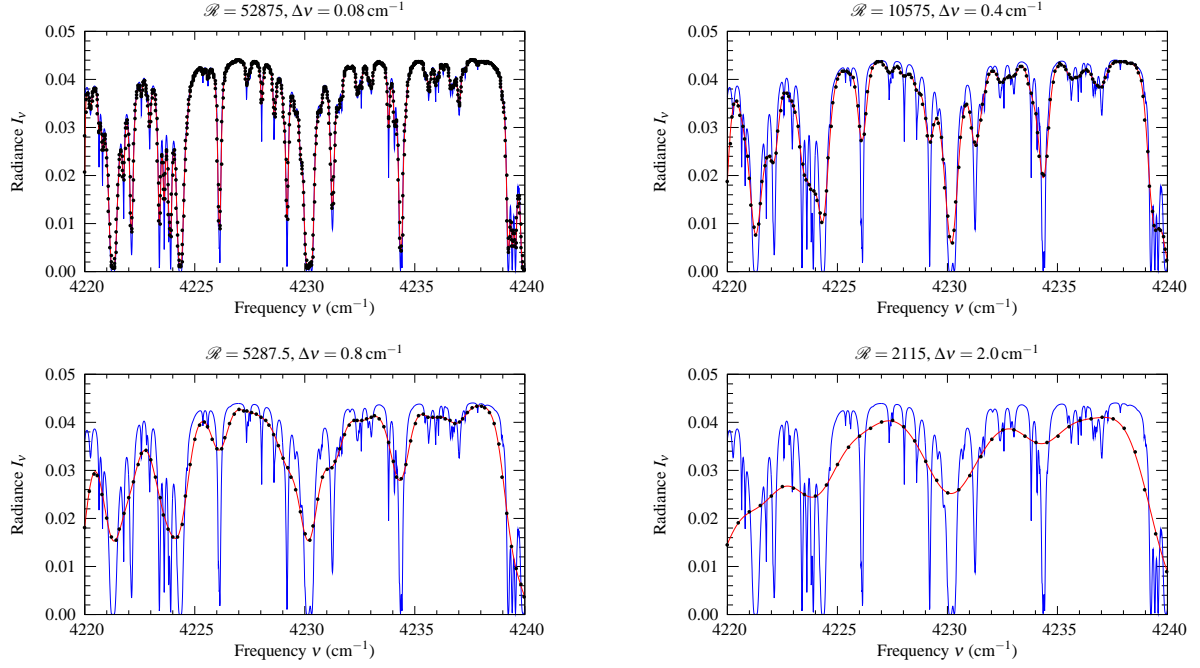 ℛ = 52875, Δν = 0.08 cm⁻¹
0.05
0.04
0.03
0.02
0.01
0.00
Radiance Iν
4220 4225 4230 4235 4240
Frequency ν (cm⁻¹)
ℛ = 10575, Δν = 0.4 cm⁻¹
0.05
0.04
0.03
0.02
0.01
0.00
Radiance Iν
4220 4225 4230 4235 4240
Frequency ν (cm⁻¹)
ℛ = 5287.5, Δν = 0.8 cm⁻¹
0.05
0.04
0.03
0.02
0.01
0.00
Radiance Iν
4220 4225 4230 4235 4240
Frequency ν (cm⁻¹)
ℛ = 2115, Δν = 2.0 cm⁻¹
0.05
0.04
0.03
0.02
0.01
0.00
Radiance Iν
4220 4225 4230 4235 4240
Frequency ν (cm⁻¹)